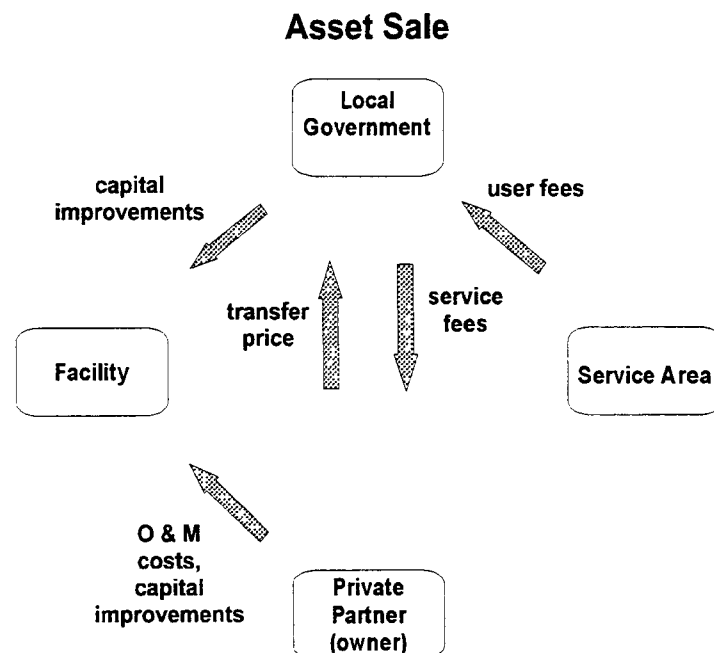 Asset Sale
Local
Government
capital
improvements
user fees
transfer
price
service
fees
Facility
Service Area
O & M
costs,
capital
improvements
Private
Partner
(owner)